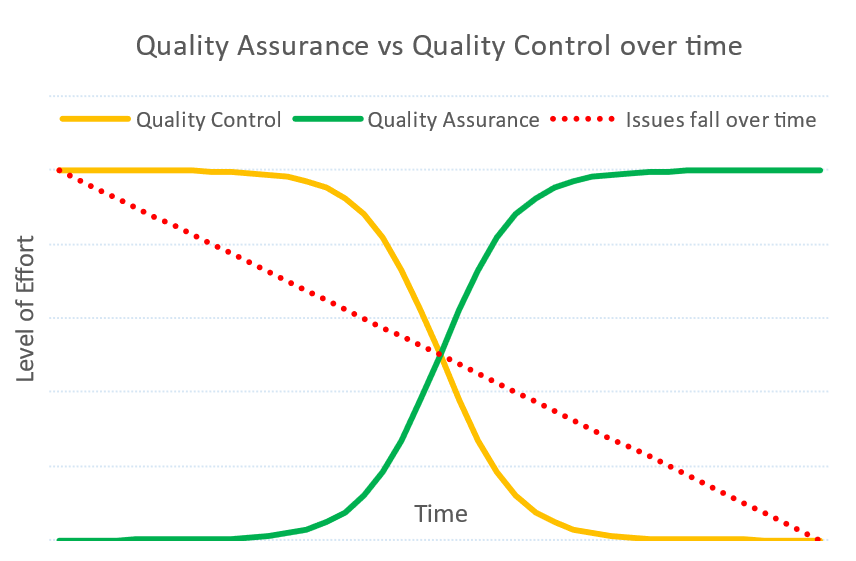 Quality Assurance vs Quality Control over time
Quality Control Quality Assurance Issues fall over time
Level of Effort
Time